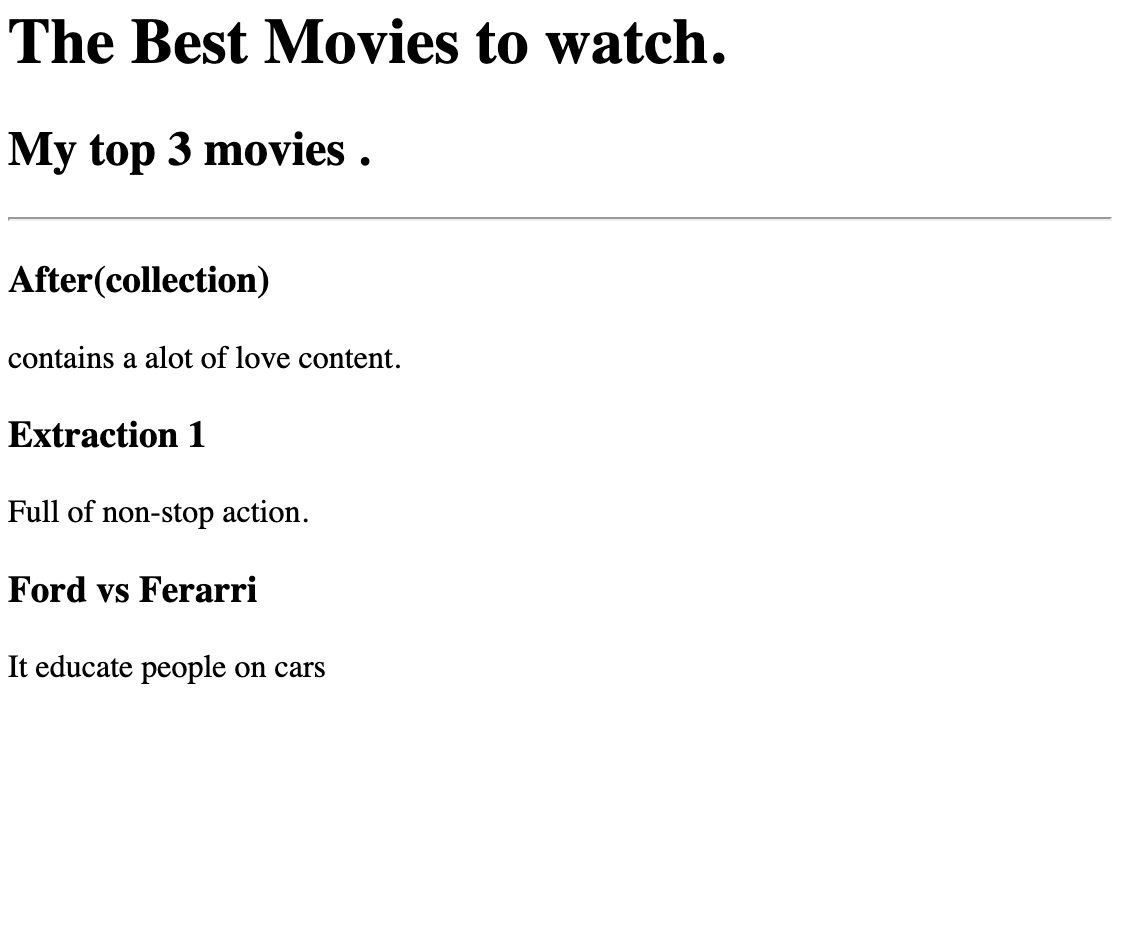 The Best Movies to watch.
My top 3 movies .
After(collection)
contains a alot of love content.
Extraction 1
Full of non-stop action.
Ford vs Ferarri
It educate people on cars